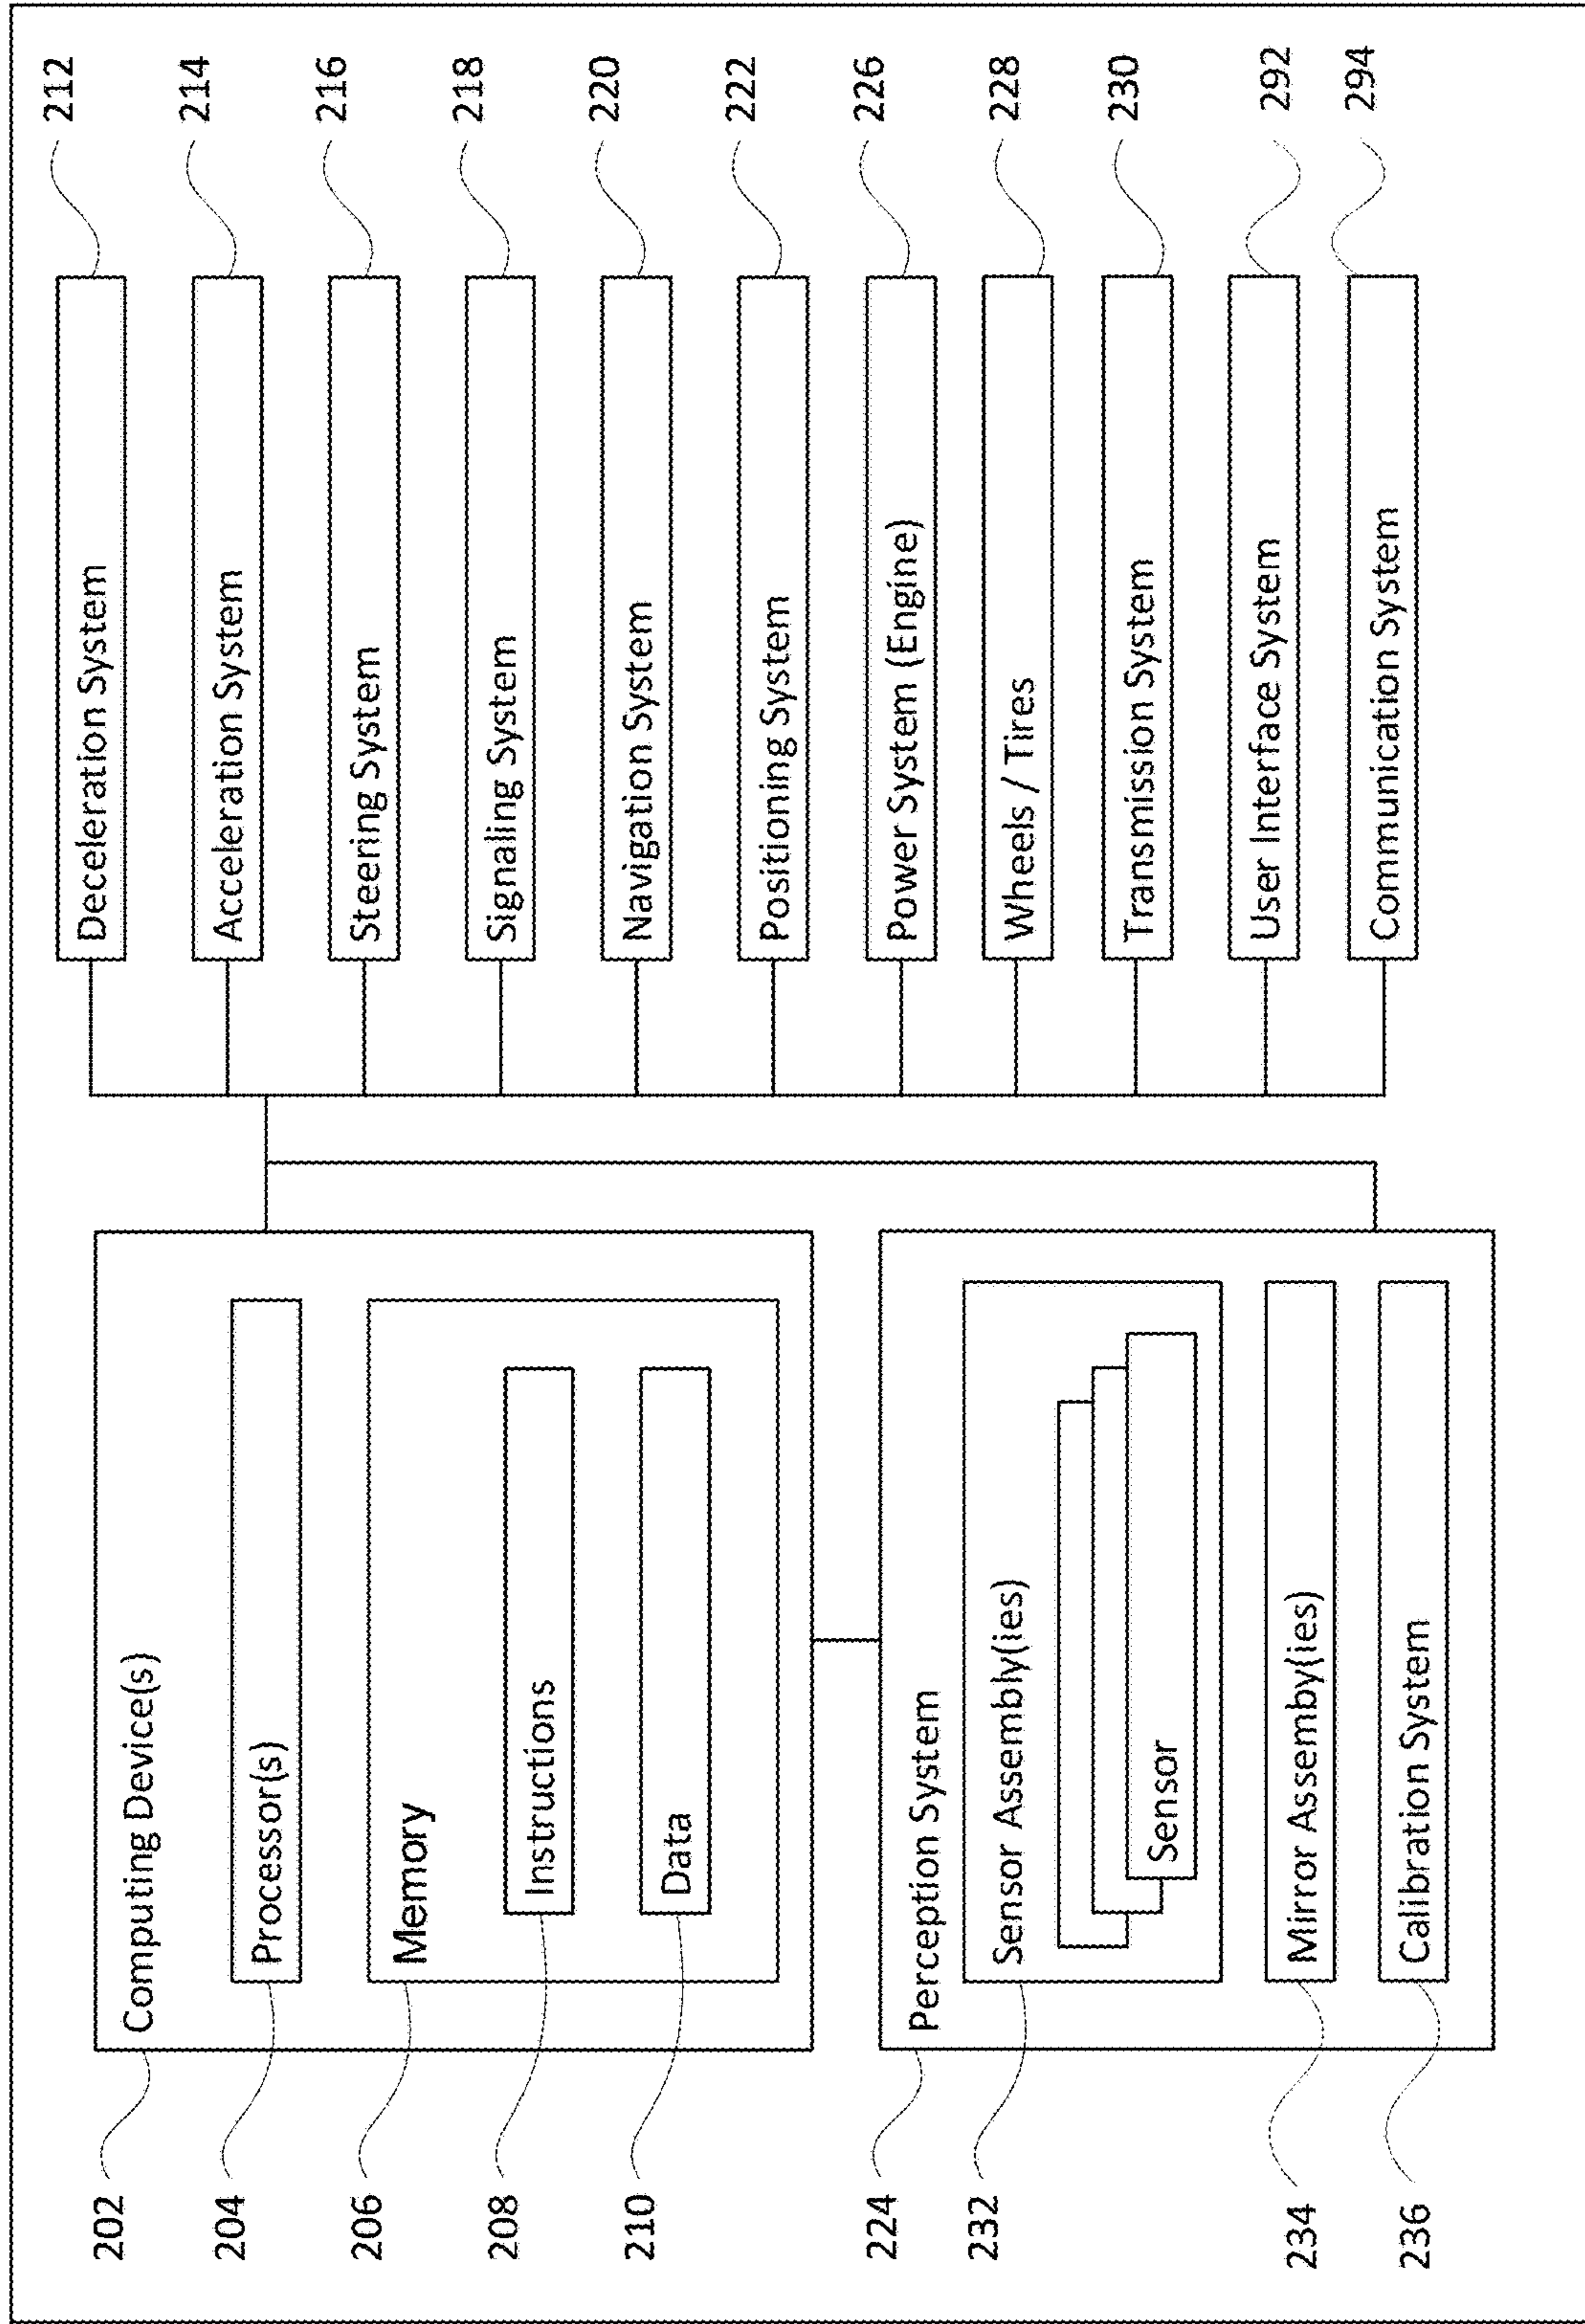 202
Computing Device(s)
204
Processor(s)
206
Memory
208
Instructions
210
Data
224
Perception System
232
Sensor Assembly(ies)
Sensor
234
Mirror Assemby(ies)
236
Calibration System
Deceleration System
212
Acceleration System
214
Steering System
216
Signaling System
218
Navigation System
220
Positioning System
222
Power System (Engine)
226
Wheels / Tires
228
Transmission System
230
User Interface System
292
Communication System
294